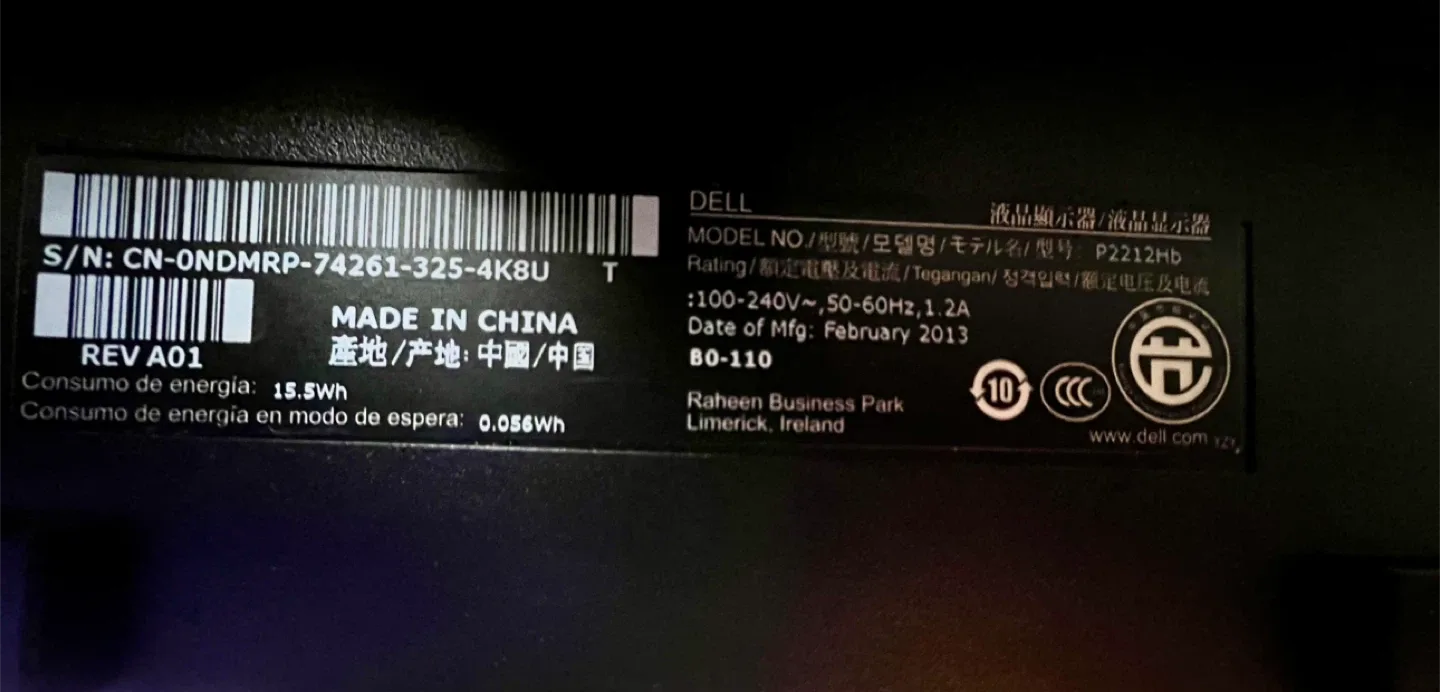 S/N: CN-0NDMRP-74261-325-4K8U T
REV A01
MADE IN CHINA
產地/产地: 中國/中国
Consumo de energía: 15.5Wh
Consumo de energía en modo de espera: 0.056Wh
DELL
液晶顯示器/液晶显示器
MODEL NO./型號/모델명/モデル名/型号: P2212Hb
Rating/額定電壓及電流/Tegangan/정격입력/额定电压及电流
:100-240V~,50-60Hz,1.2A
Date of Mfg: February 2013
B0-110
Raheen Business Park
Limerick, Ireland
10
CCC
www.dell.com